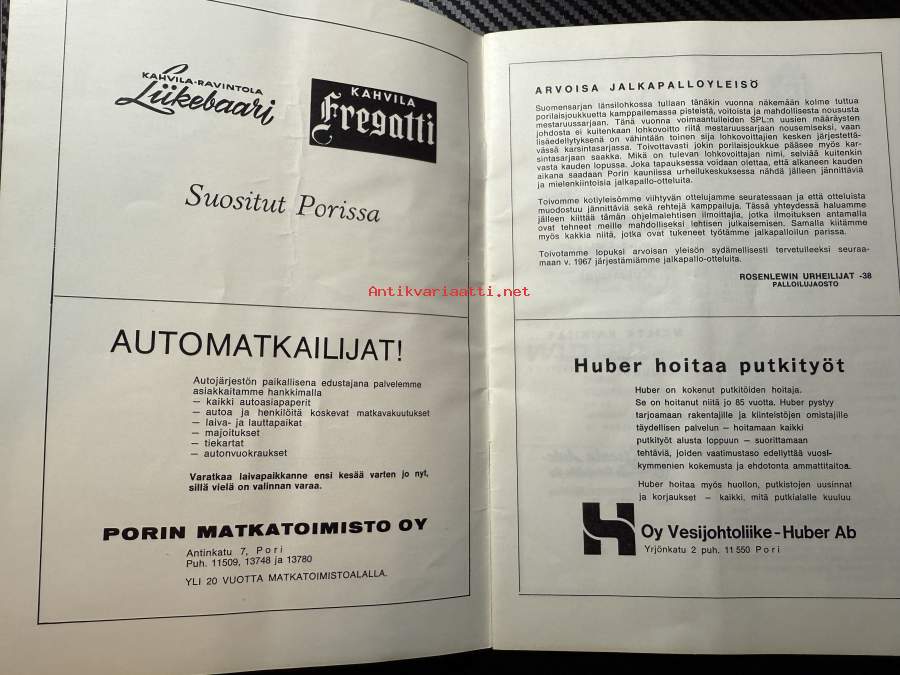 KAHVILA-RAVINTOLA
Liikebaari
KAHVILA
Fregatti
Suositut Porissa
AUTOMATKAILIJAT!
Autojärjestön paikallisena edustajana palvelemme
asiakkaitamme hankkimalla
— kaikki autoasiapaperit
— autoa ja henkilöitä koskevat matkavakuutukset
— laiva- ja lauttapaikat
— majoitukset
— tiekartat
— autonvuokraukset
Varatkaa laivapaikkanne ensi kesää varten jo nyt,
sillä vielä on valinnan varaa.
PORIN MATKATOIMISTO OY
Antinkatu 7, Pori
Puh. 11509, 13748 ja 13780
YLI 20 VUOTTA MATKATOIMISTOALALLA.
ARVOISA JALKAPALLOYLEISÖ
Suomensarjan länsilohkossa tullaan tänäkin vuonna näkemään kolme tuttua
porilaisjoukkuetta kamppailemassa pisteistä, voitoista ja mahdollisesta noususta
mestaruussarjaan. Tänä vuonna voimaantulleiden SPL:n uusien määräysten
johdosta ei kuitenkaan lohkovoitto riitä mestaruussarjaan nousemiseksi, vaan
lisäedellytyksenä on vähintään toinen sija lohkovoittajien kesken järjestettä-
vässä karsintasarjassa. Toivottavasti jokin porilaisjoukkue pääsee myös kar-
sintasarjaan saakka. Mikä on tulevan lohkovoittajan nimi, selviää kuitenkin
vasta kauden lopussa. Joka tapauksessa voidaan olettaa, että alkaneen kauden
aikana saadaan Porin kauniissa urheilukeskuksessa nähdä jälleen jännittäviä
ja mielenkiintoisia jalkapallo-otteluita.
Toivomme kotiyleisömme viihtyvän ottelujamme seuratessaan ja että otteluista
muodostuu jännittäviä sekä rehtejä kamppailuja. Tässä yhteydessä haluamme
jälleen kiittää tämän ohjelmalehtisen ilmoittajia, jotka ilmoituksen antamalla
ovat tehneet meille mahdolliseksi lehtisen julkaisemisen. Samalla kiitämme
myös kakkia niitä, jotka ovat tukeneet työtämme jalkapalloilun parissa.
Toivotamme lopuksi arvoisan yleisön sydämellisesti tervetulleeksi seuraa-
maan v. 1967 järjestämiämme jalkapallo-otteluita.
ROSENLEWIN URHEILIJAT -38
PALLOILUJAOSTO
Antikvariaatti.net
Huber hoitaa putkityöt
Huber on kokenut putkitöiden hoitaja.
Se on hoitanut niitä jo 85 vuotta. Huber pystyy
tarjoamaan rakentajille ja kiinteistöjen omistajille
täydellisen palvelun — hoitamaan kaikki
putkityöt alusta loppuun — suorittamaan
tehtäviä, joiden vaatimustaso edellyttää vuosi-
kymmenien kokemusta ja ehdotonta ammattitaitoa.
Huber hoitaa myös huollon, putkistojen uusinnat
ja korjaukset — kaikki, mitä putkialalle kuuluu
Oy Vesijohtoliike-Huber Ab
Yrjönkatu 2 puh. 11 550 Pori